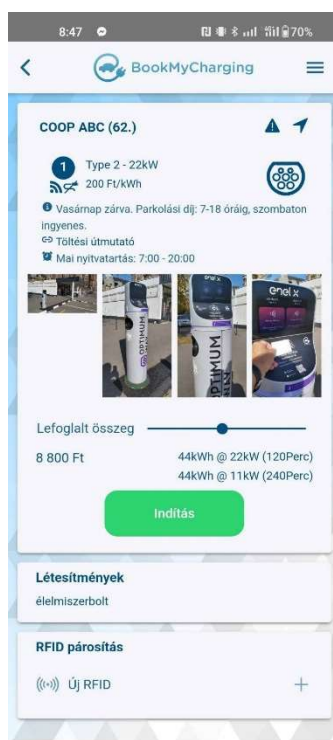 8:47 70%
BookMyCharging
COOP ABC (62.)
1 Type 2 - 22kW
200 Ft/kWh
Vasárnap zárva. Parkolási díj: 7-18 óráig, szombaton
ingyenes.
Töltési útmutató
Mai nyitvatartás: 7:00 - 20:00
enel x
OPTIMUM
Lefoglalt összeg
8 800 Ft 44kWh @ 22kW (120Perc)
44kWh @ 11kW (240Perc)
Indítás
Létesítmények
élelmiszerbolt
RFID párosítás
Új RFID